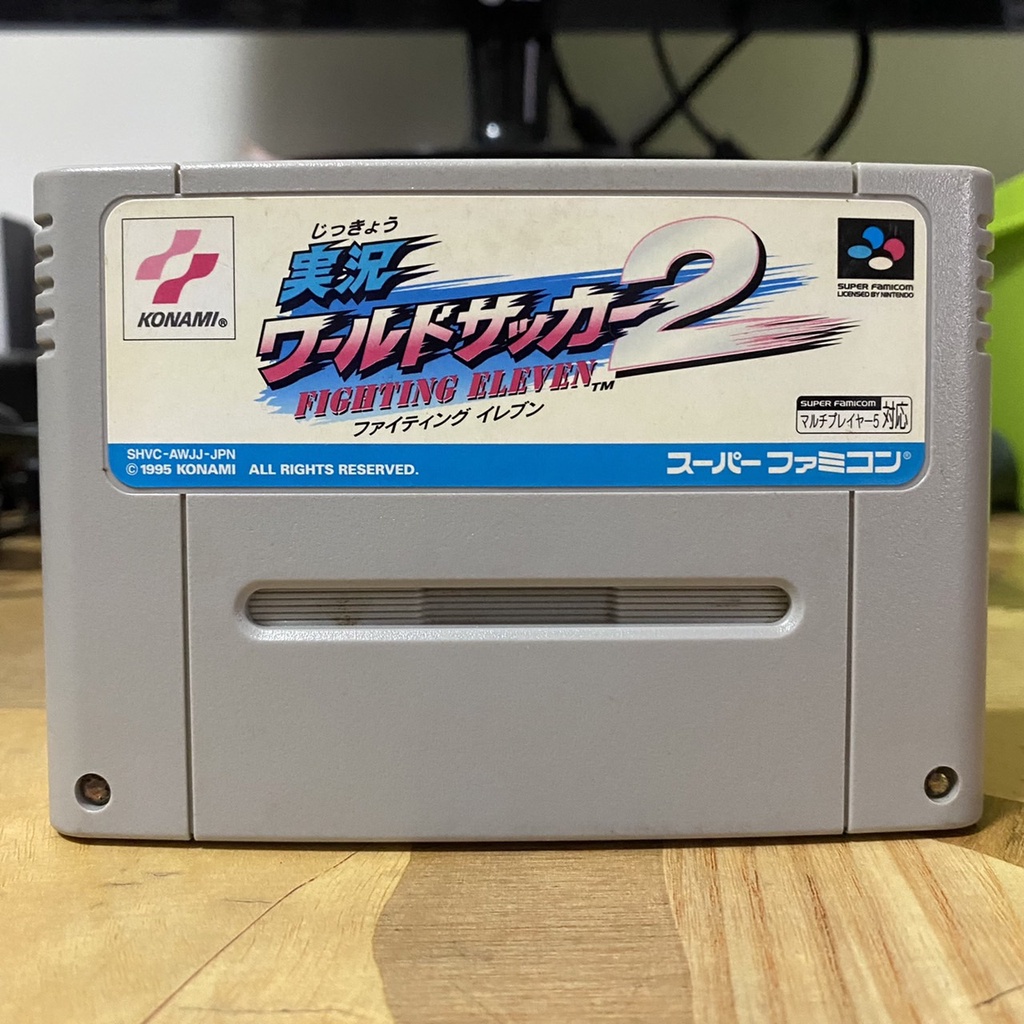 KONAMI®
じっきょう
実況
ワールドサッカー2
FIGHTING ELEVEN™
ファイティング イレブン
SUPER FAMICOM
LICENSED BY NINTENDO
SUPER FAMICOM
マルチプレイヤー5対応
SHVC-AWJJ-JPN
© 1995 KONAMI ALL RIGHTS RESERVED.
スーパーファミコン®